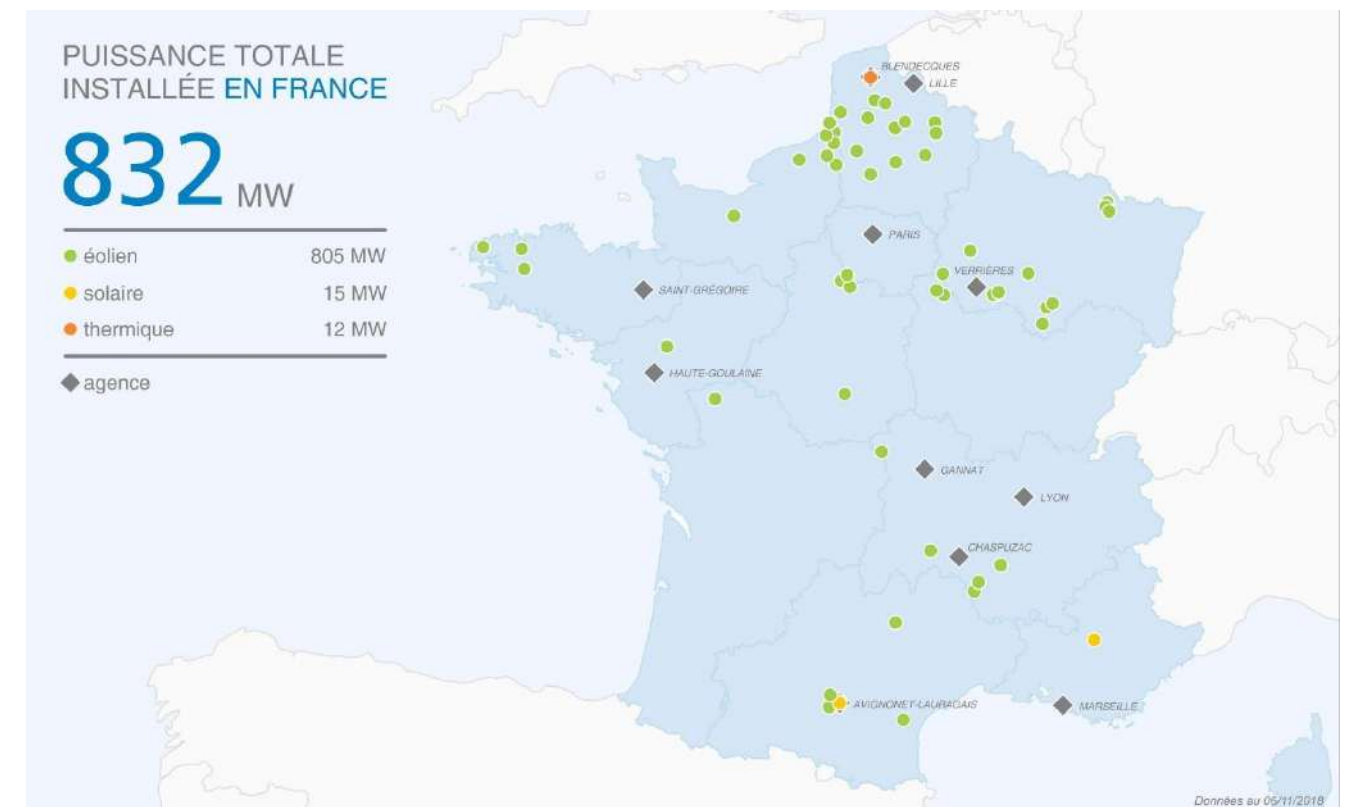 PUISSANCE TOTALE
INSTALLÉE EN FRANCE
832 MW
éolien 805 MW
solaire 15 MW
thermique 12 MW
agence
BLENDECQUES
LILLE
PARIS
VERRIÈRES
SAINT-GRÉGOIRE
HAUTE-GOULAINE
GANNAT
LYON
CHASPUZAC
AVIGNONET-LAURAGAIS
MARSEILLE
Données au 06/11/2018